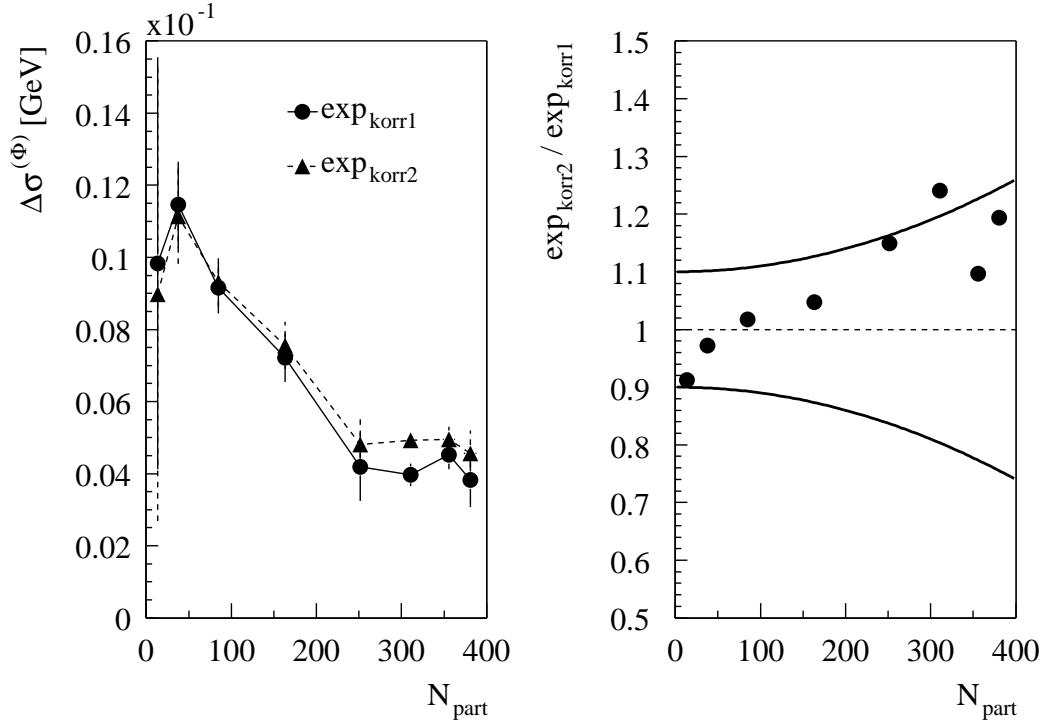 x10⁻¹
Δσ^(Φ) [GeV]
0.16
0.14
0.12
0.1
0.08
0.06
0.04
0.02
0
0 100 200 300 400
N_part
exp_korr1
exp_korr2
exp_korr2 / exp_korr1
1.5
1.4
1.3
1.2
1.1
1
0.9
0.8
0.7
0.6
0.5
0 100 200 300 400
N_part